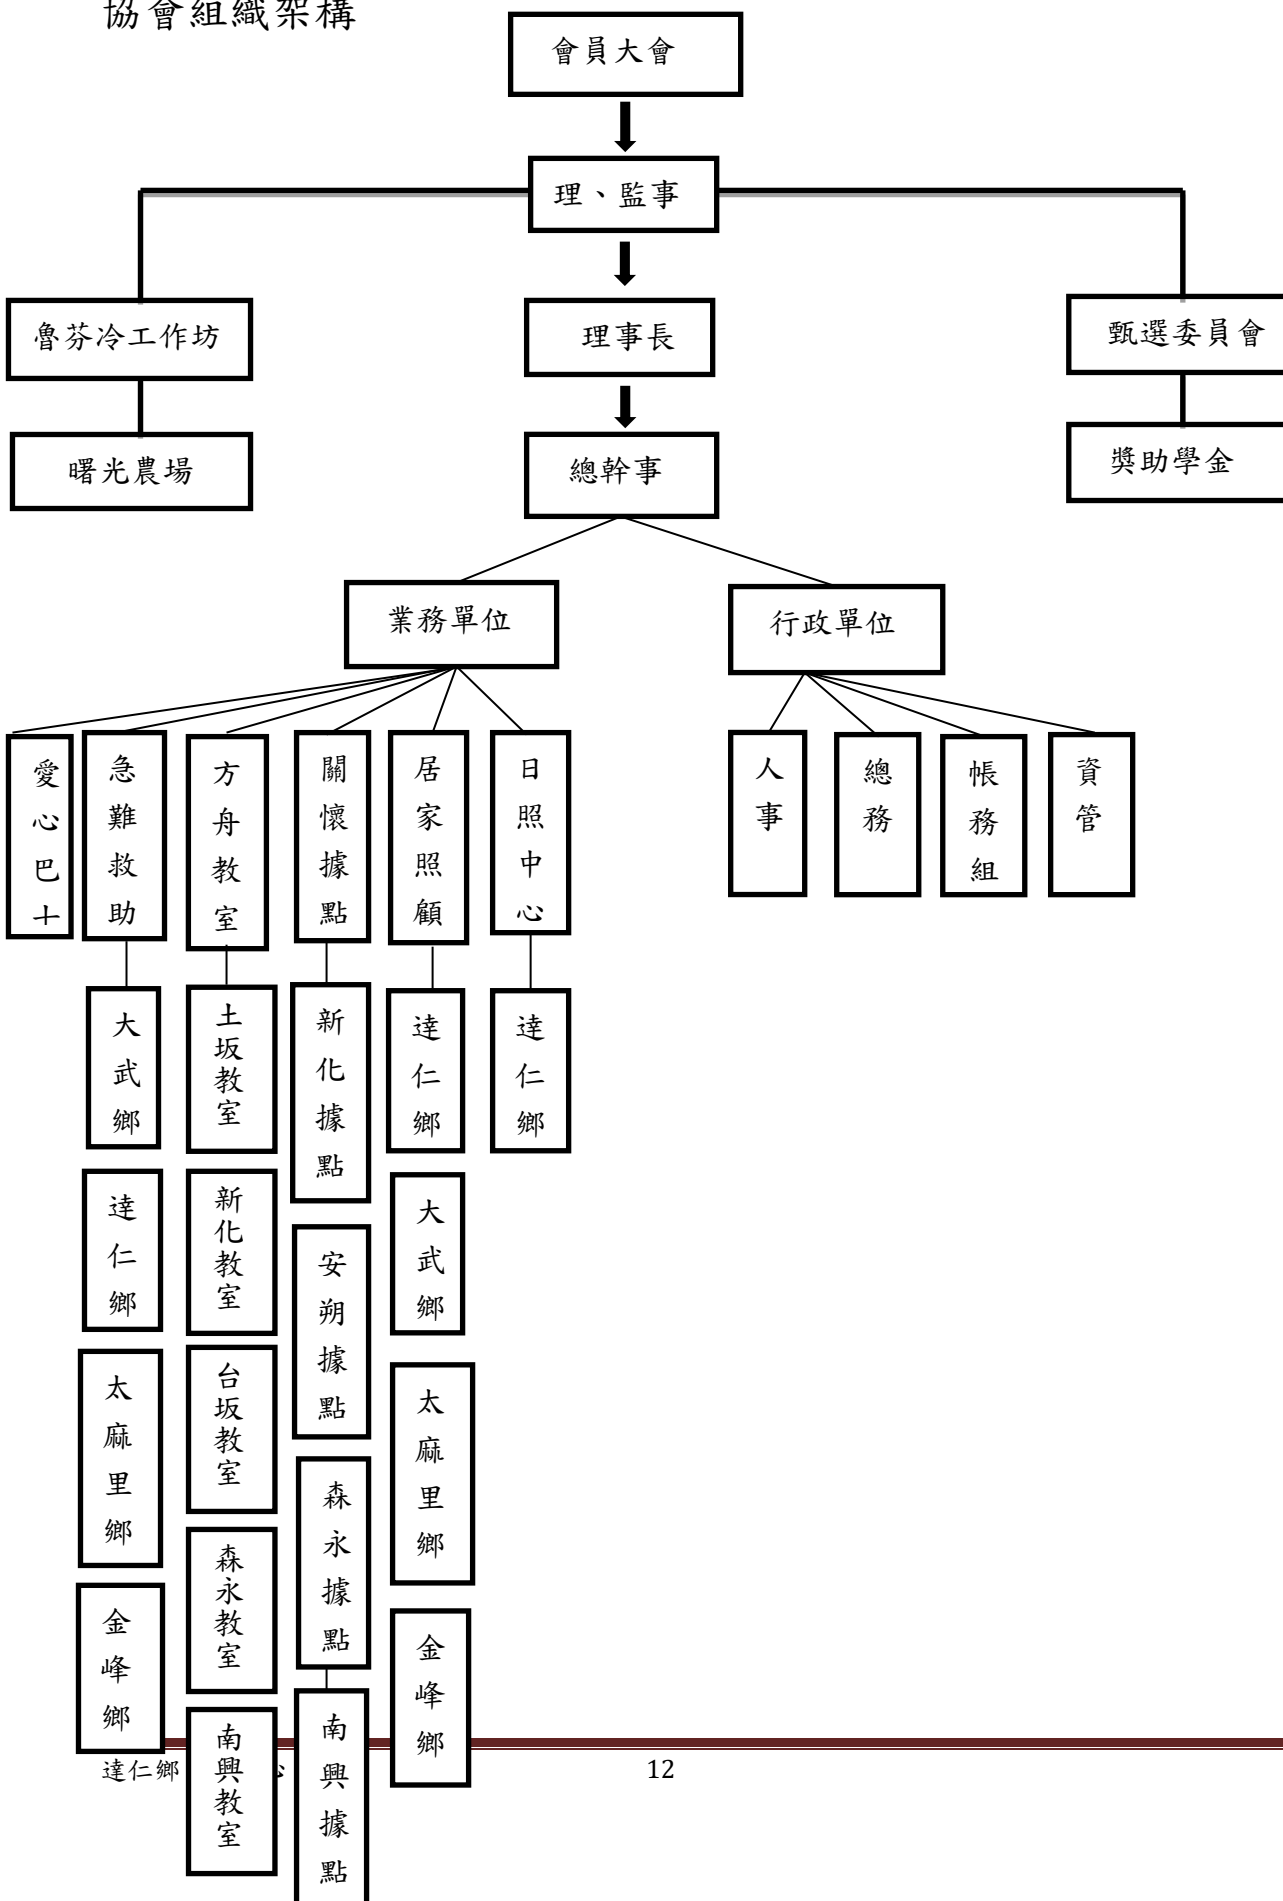 協會組織架構
會員大會
理、監事
魯芬冷工作坊
理事長
甄選委員會
曙光農場
總幹事
獎助學金
業務單位
行政單位
愛心巴士
急難救助
方舟教室
關懷據點
居家照顧
日照中心
人事
總務
帳務組
資管
大武鄉
達仁鄉
太麻里鄉
金峰鄉
土坂教室
新化教室
台坂教室
森永教室
南興教室
新化據點
安朔據點
森永據點
南興據點
達仁鄉
大武鄉
太麻里鄉
金峰鄉
達仁鄉
達仁鄉
12